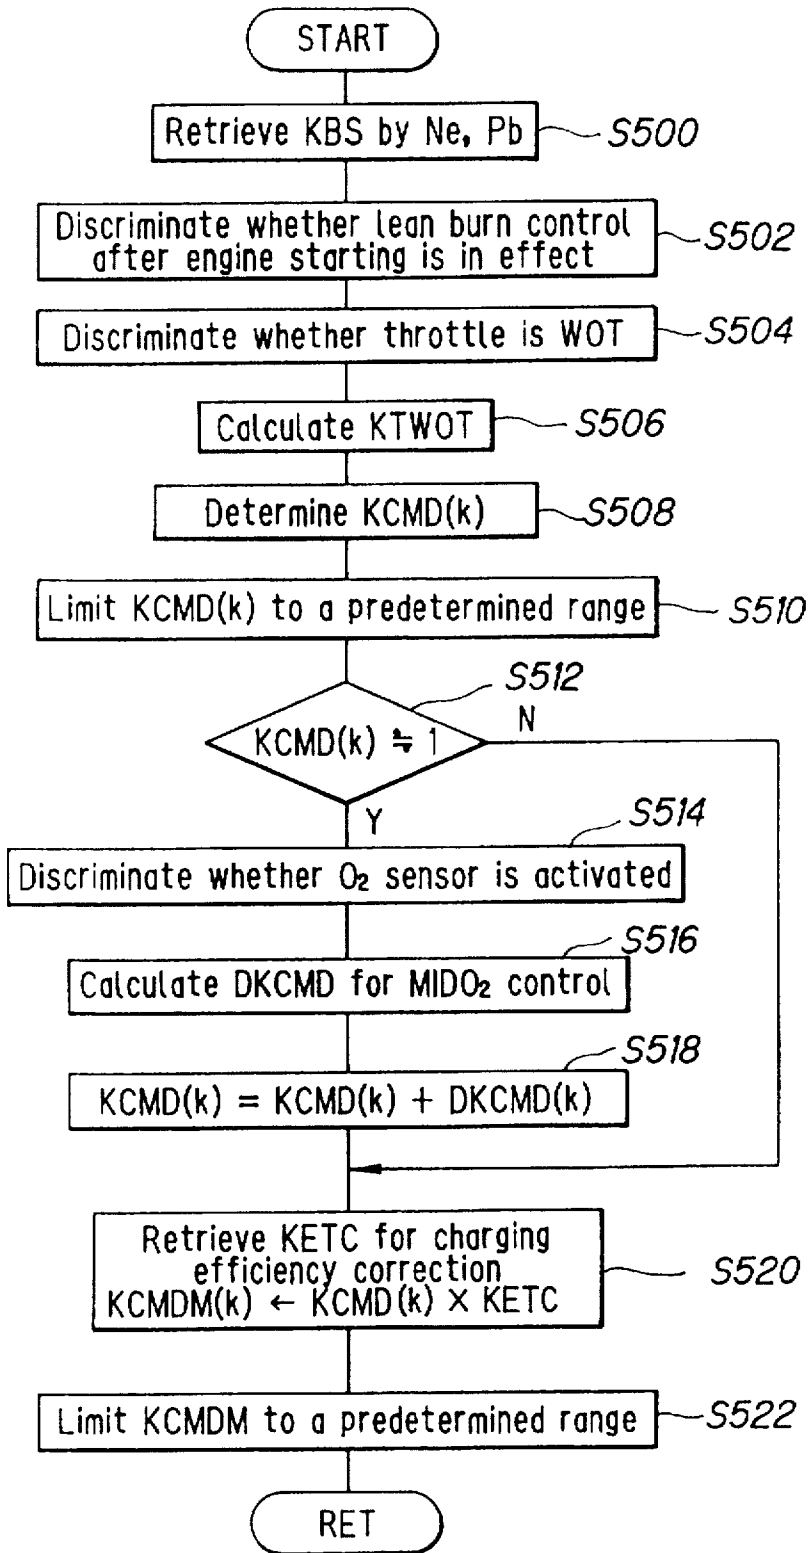 START
Retrieve KBS by Ne, Pb
S500
Discriminate whether lean burn control
after engine starting is in effect
S502
Discriminate whether throttle is WOT
S504
Calculate KTWOT
S506
Determine KCMD(k)
S508
Limit KCMD(k) to a predetermined range
S510
S512
KCMD(k) ≒ 1
N
Y
S514
Discriminate whether O₂ sensor is activated
S516
Calculate DKCMD for MIDO₂ control
S518
KCMD(k) = KCMD(k) + DKCMD(k)
Retrieve KETC for charging
efficiency correction
KCMDM(k) ← KCMD(k) × KETC
S520
Limit KCMDM to a predetermined range
S522
RET